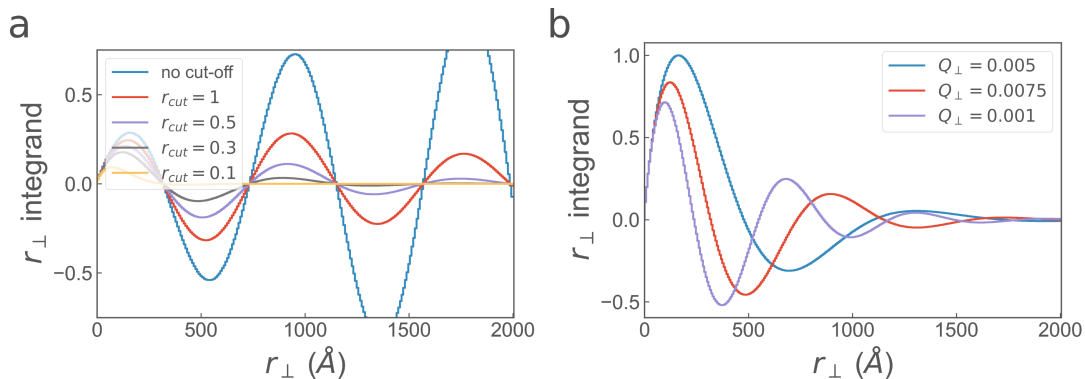 a
r⊥ integrand
0.5
0.0
−0.5
no cut-off
r_cut = 1
r_cut = 0.5
r_cut = 0.3
r_cut = 0.1
0 500 1000 1500 2000
r⊥ (Å)
b
r⊥ integrand
1.0
0.5
0.0
−0.5
Q⊥ = 0.005
Q⊥ = 0.0075
Q⊥ = 0.001
0 500 1000 1500 2000
r⊥ (Å)